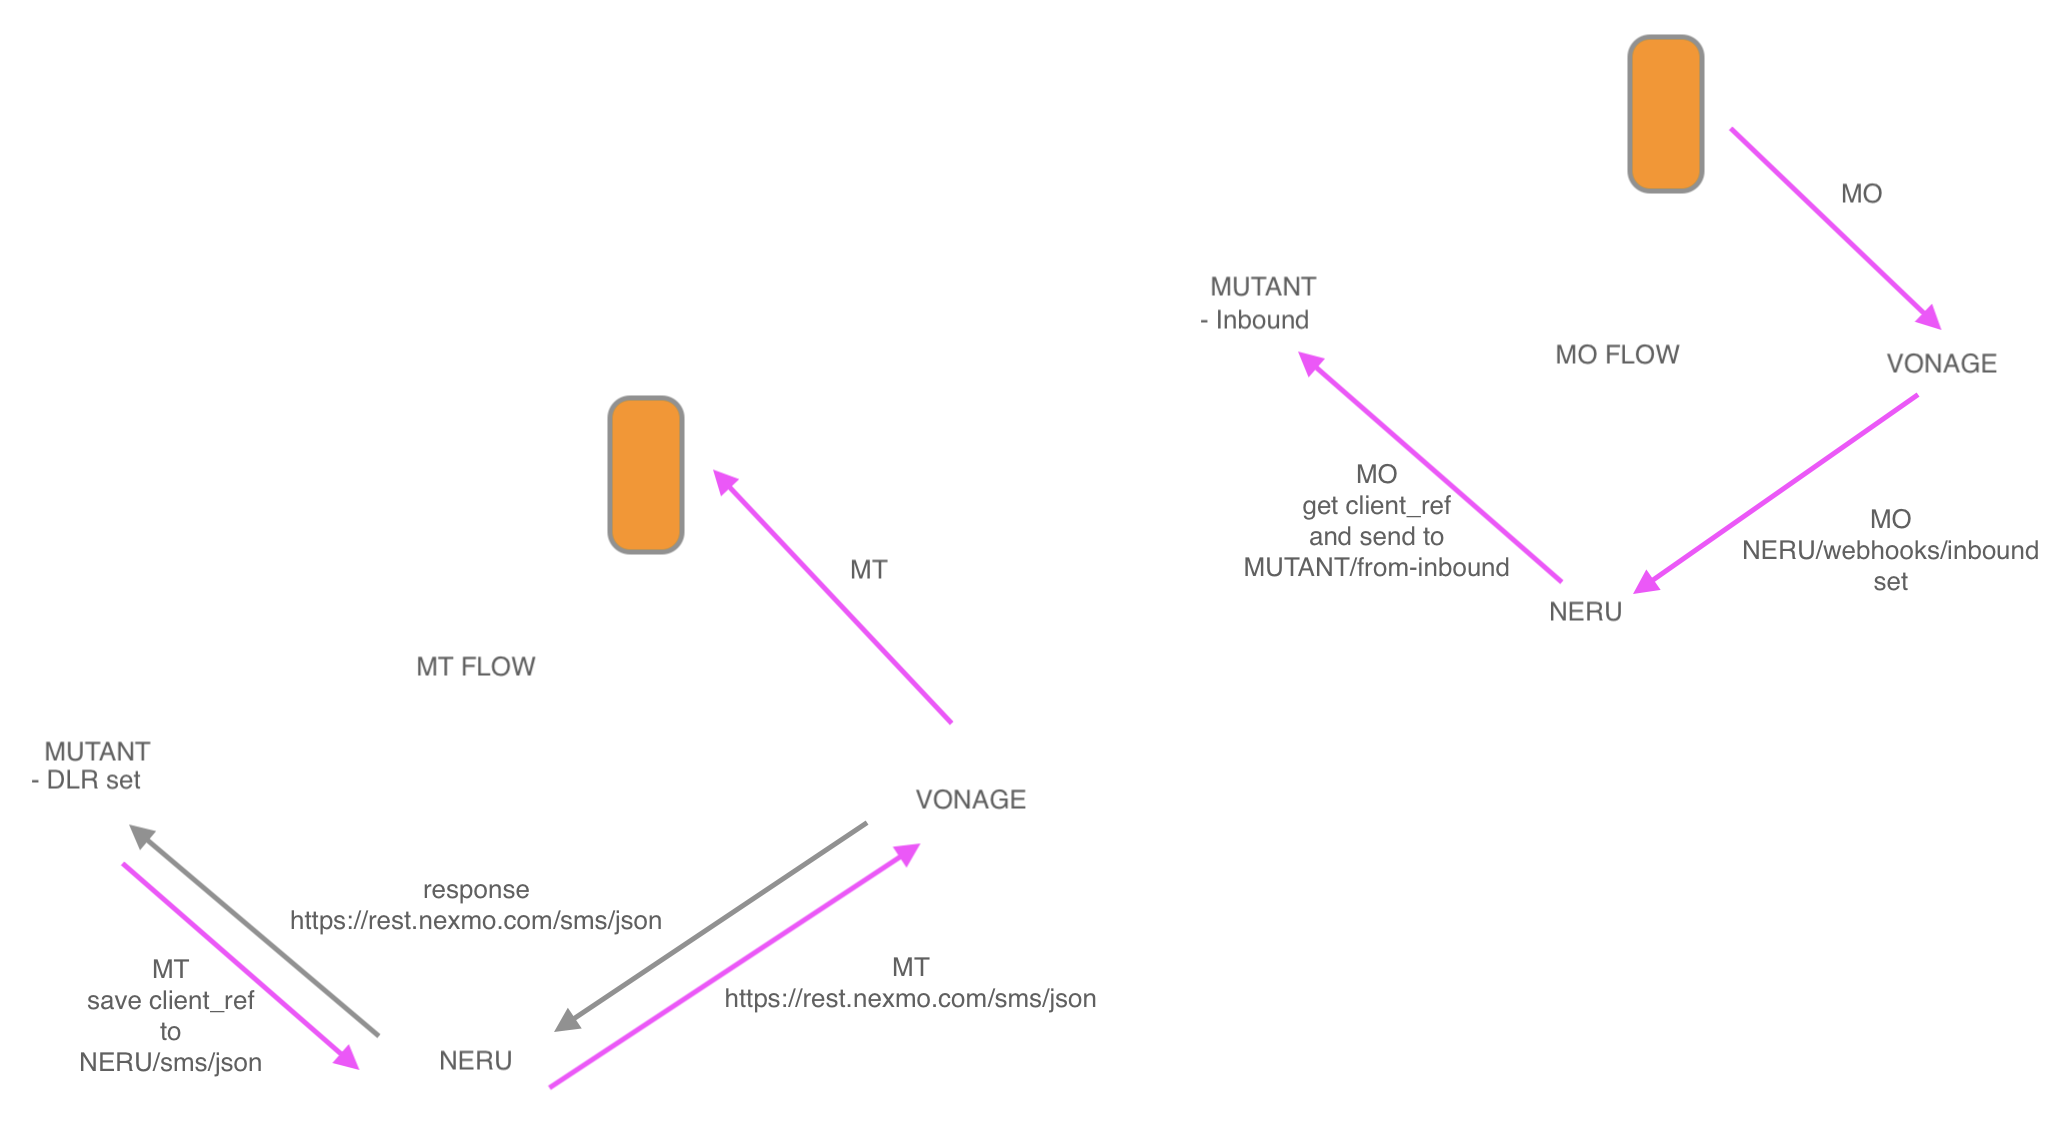 MO
MUTANT
- Inbound
MO FLOW
VONAGE
MO
get client_ref
and send to
MUTANT/from-inbound
MO
NERU/webhooks/inbound
set
NERU
MT
MT FLOW
MUTANT
- DLR set
VONAGE
response
https://rest.nexmo.com/sms/json
MT
save client_ref
to
NERU/sms/json
MT
https://rest.nexmo.com/sms/json
NERU